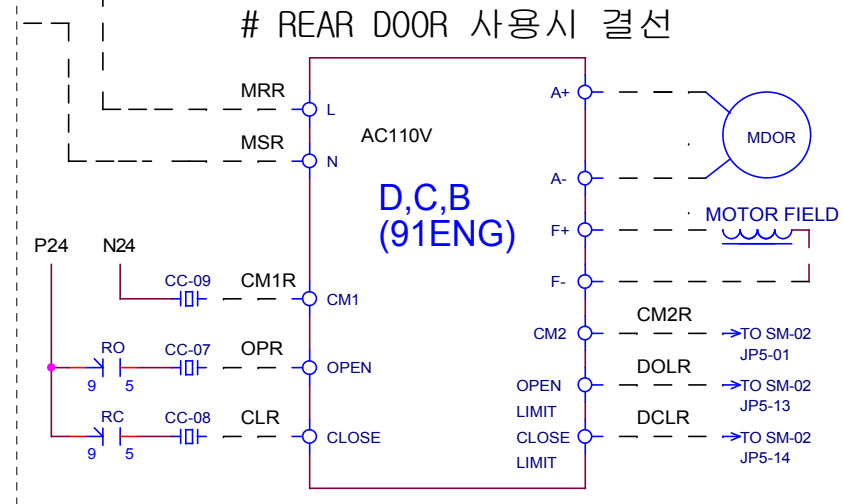 # REAR DOOR 사용시 결선
MRR
L
MSR
N
AC110V
D,C,B
(91ENG)
A+
MDOR
A-
F+
MOTOR FIELD
F-
P24
N24
CC-09
CM1R
CM1
RO
CC-07
OPR
OPEN
9
5
RC
CC-08
CLR
CLOSE
9
5
CM2
CM2R
TO SM-02
JP5-01
OPEN
LIMIT
DOLR
TO SM-02
JP5-13
CLOSE
LIMIT
DCLR
TO SM-02
JP5-14